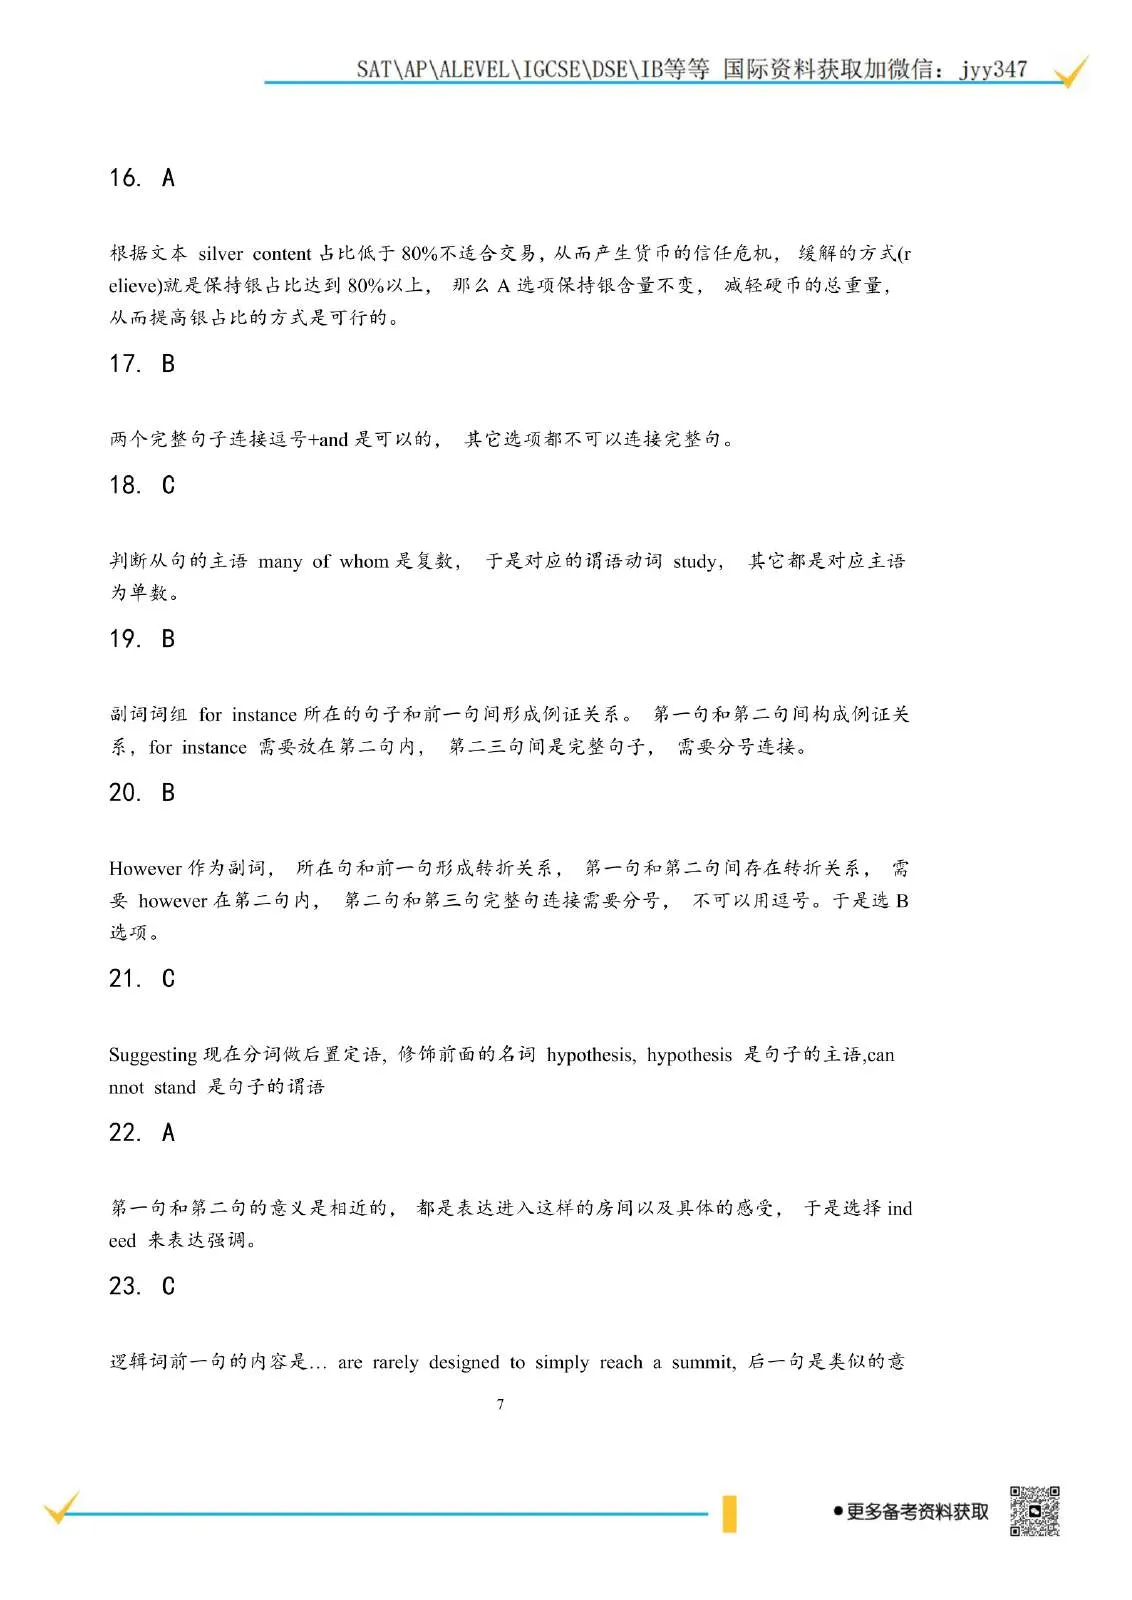 SAT\AP\ALEVEL\IGCSE\DSE\IB等等 国际资料获取加微信：jyy347
16. A
根据文本 silver content 占比低于 80%不适合交易,从而产生货币的信任危机， 缓解的方式(r
elieve)就是保持银占比达到 80%以上， 那么 A 选项保持银含量不变， 减轻硬币的总重量，
从而提高银占比的方式是可行的。
17. B
两个完整句子连接逗号+and 是可以的， 其它选项都不可以连接完整句。
18. C
判断从句的主语 many of whom 是复数， 于是对应的谓语动词 study， 其它都是对应主语
为单数。
19. B
副词词组 for instance 所在的句子和前一句间形成例证关系。 第一句和第二句间构成例证关
系，for instance 需要放在第二句内， 第二三句间是完整句子， 需要分号连接。
20. B
However 作为副词， 所在句和前一句形成转折关系， 第一句和第二句间存在转折关系， 需
要 however 在第二句内， 第二句和第三句完整句连接需要分号， 不可以用逗号。于是选 B
选项。
21. C
Suggesting 现在分词做后置定语, 修饰前面的名词 hypothesis, hypothesis 是句子的主语,can
nnot stand 是句子的谓语
22. A
第一句和第二句的意义是相近的， 都是表达进入这样的房间以及具体的感受， 于是选择 ind
eed 来表达强调。
23. C
逻辑词前一句的内容是… are rarely designed to simply reach a summit, 后一句是类似的意
7
●更多备考资料获取